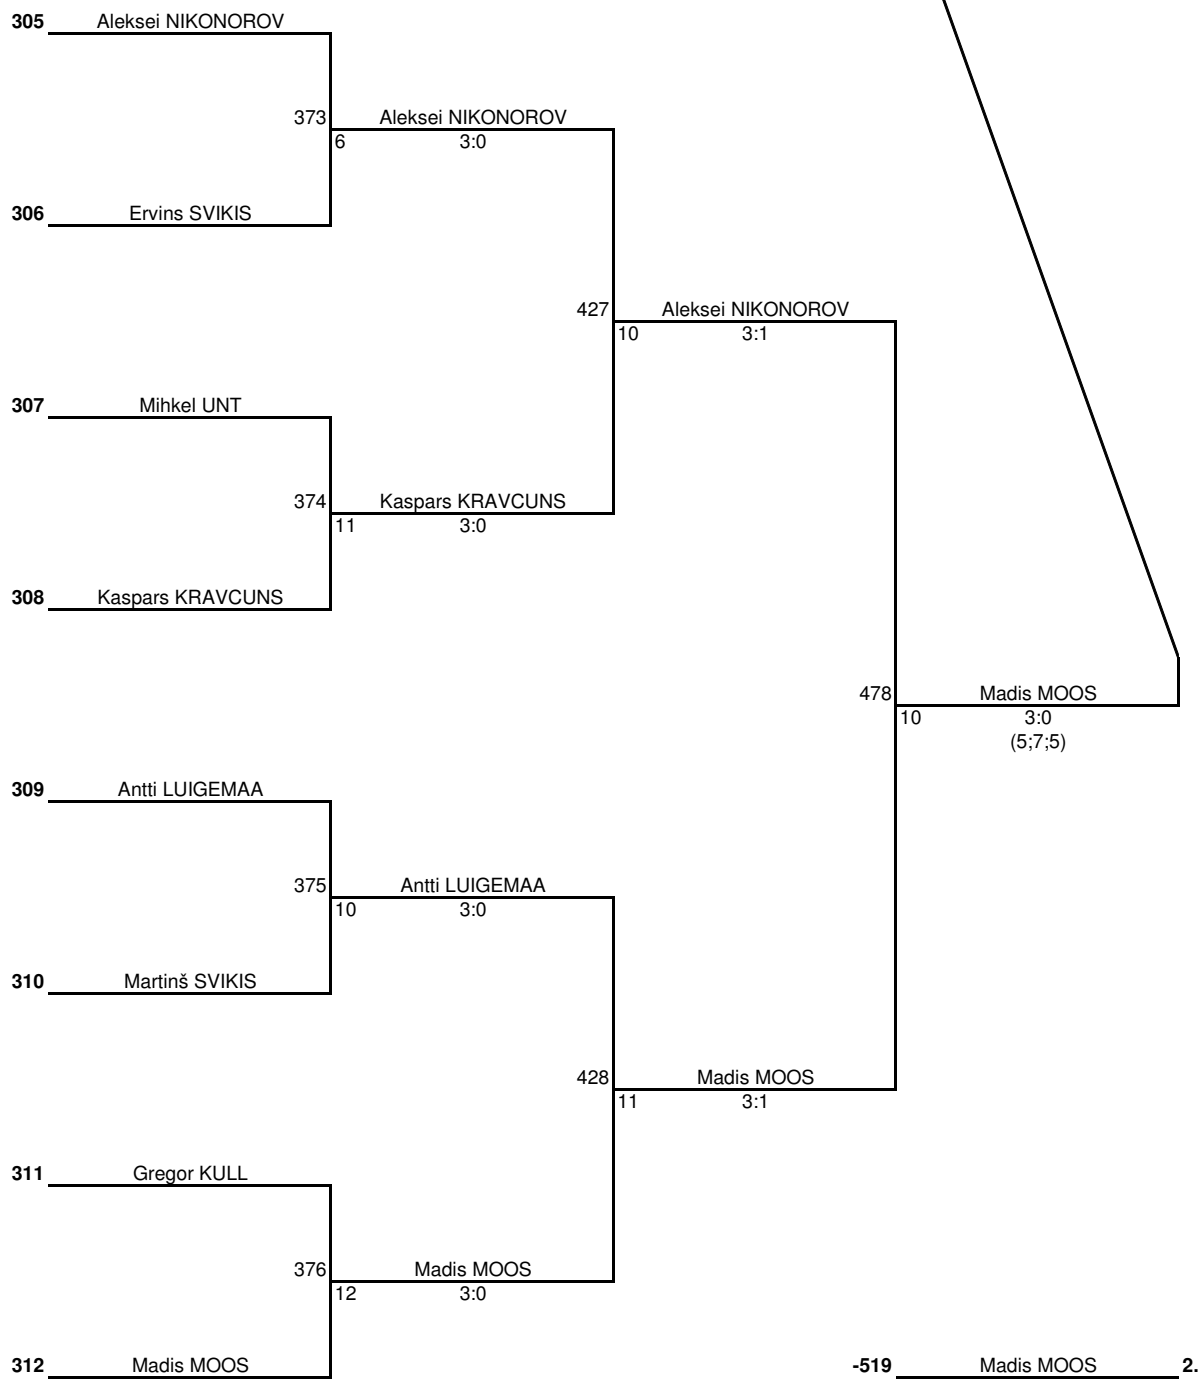 305 Aleksei NIKONOROV
373 Aleksei NIKONOROV
6 3:0
306 Ervins SVIKIS
427 Aleksei NIKONOROV
10 3:1
307 Mihkel UNT
374 Kaspars KRAVCUNS
11 3:0
308 Kaspars KRAVCUNS
478 Madis MOOS
10 3:0
(5;7;5)
309 Antti LUIGEMAA
375 Antti LUIGEMAA
10 3:0
310 Martinš SVIKIS
428 Madis MOOS
11 3:1
311 Gregor KULL
376 Madis MOOS
12 3:0
312 Madis MOOS
-519 Madis MOOS 2.